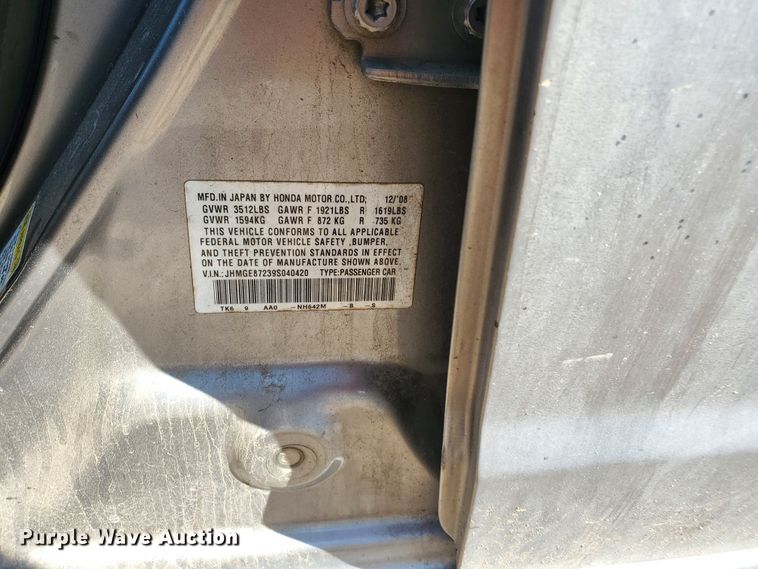 MFD.IN JAPAN BY HONDA MOTOR CO.,LTD; 12/'08
GVWR 3512LBS GAWR F 1921LBS R 1619LBS
GVWR 1594KG GAWR F 872 KG R 735 KG
THIS VEHICLE CONFORMS TO ALL APPLICABLE
FEDERAL MOTOR VEHICLE SAFETY ,BUMPER,
AND THEFT PREVENTION STANDARDS IN EFFECT
ON THE DATE OF MANUFACTURE SHOWN ABOVE.
V.I.N.: JHMGE87239S040420 TYPE:PASSENGER CAR
TK6 9 AA0 -NH642M -B -S
Purple Wave Auction